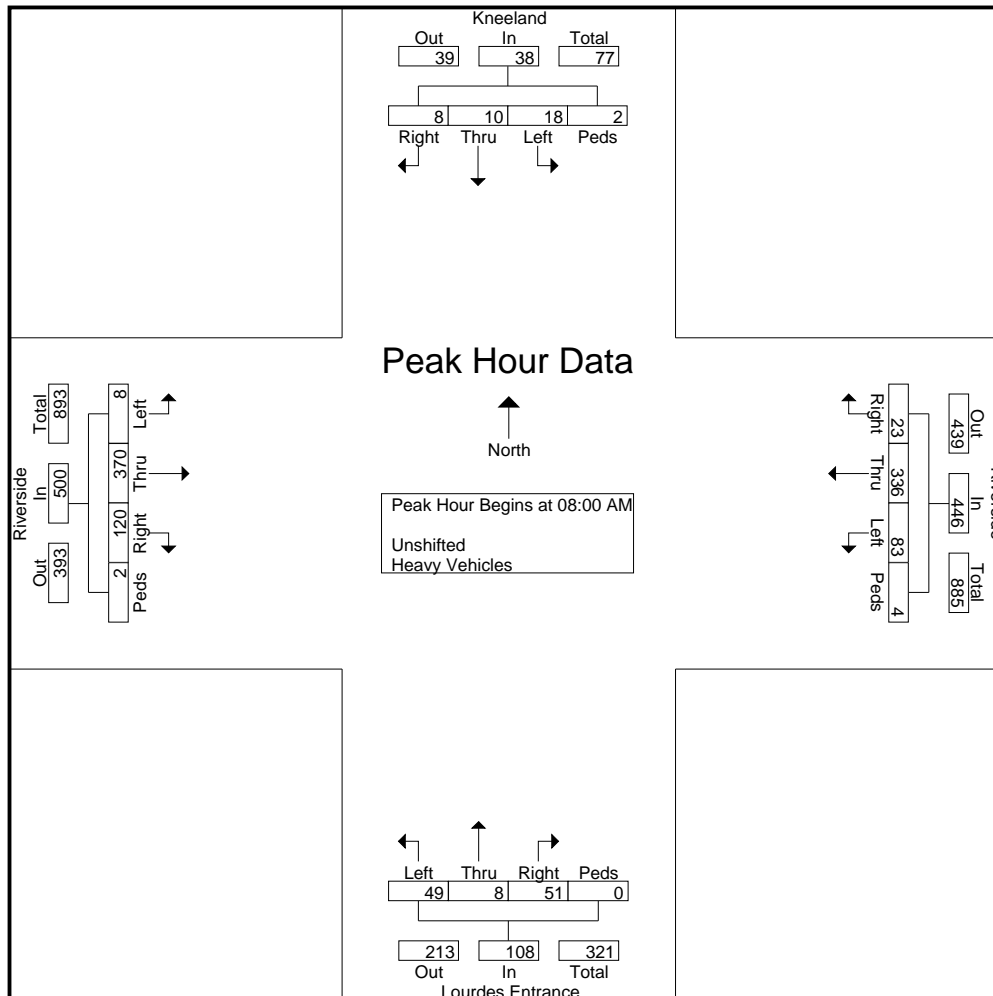 Kneeland
Out In Total
39 38 77
8 10 18 2
Right Thru Left Peds
Peak Hour Data
North
Peak Hour Begins at 08:00 AM
Unshifted
Heavy Vehicles
Riverside
Out In Total
393 500 893
2 120 370 8
Peds Right Thru Left
Out In Total
439 446 885
23 336 83 4
Right Thru Left Peds
Left Thru Right Peds
49 8 51 0
213 108 321
Out In Total
Lourdes Entrance